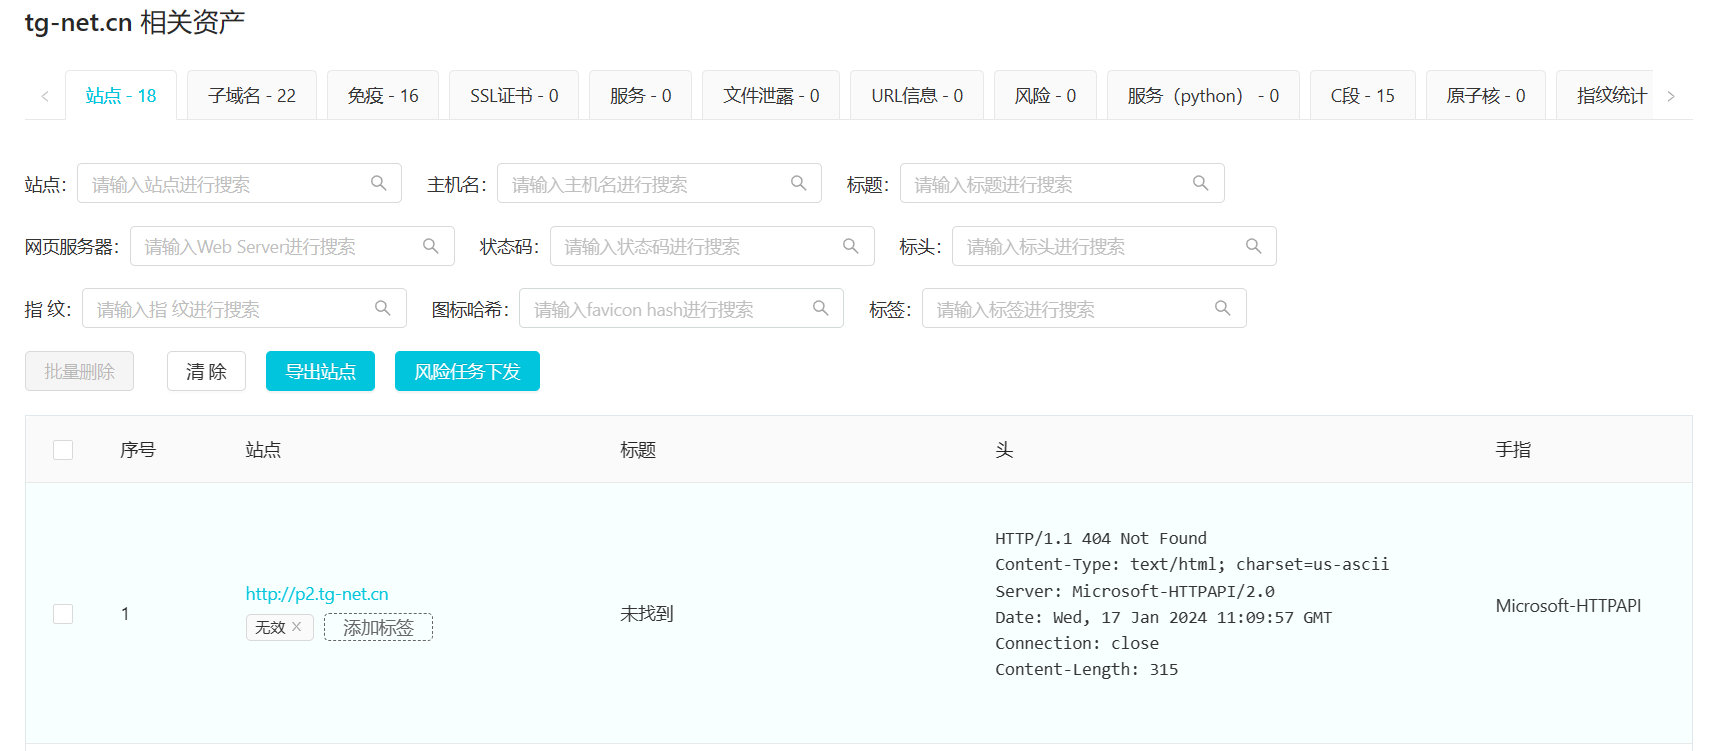 tg-net.cn 相关资产
站点 - 18 子域名 - 22 免疫 - 16 SSL证书 - 0 服务 - 0 文件泄露 - 0 URL信息 - 0 风险 - 0 服务（python） - 0 C段 - 15 原子核 - 0 指纹统计
站点: 请输入站点进行搜索 主机名: 请输入主机名进行搜索 标题: 请输入标题进行搜索
网页服务器: 请输入Web Server进行搜索 状态码: 请输入状态码进行搜索 标头: 请输入标头进行搜索
指 纹: 请输入指 纹进行搜索 图标哈希: 请输入favicon hash进行搜索 标签: 请输入标签进行搜索
批量删除 清 除 导出站点 风险任务下发
序号 站点 标题 头 手指
HTTP/1.1 404 Not Found
Content-Type: text/html; charset=us-ascii
Server: Microsoft-HTTPAPI/2.0
Date: Wed, 17 Jan 2024 11:09:57 GMT
Connection: close
Content-Length: 315
1 http://p2.tg-net.cn 未找到 Microsoft-HTTPAPI
无效 × 添加标签